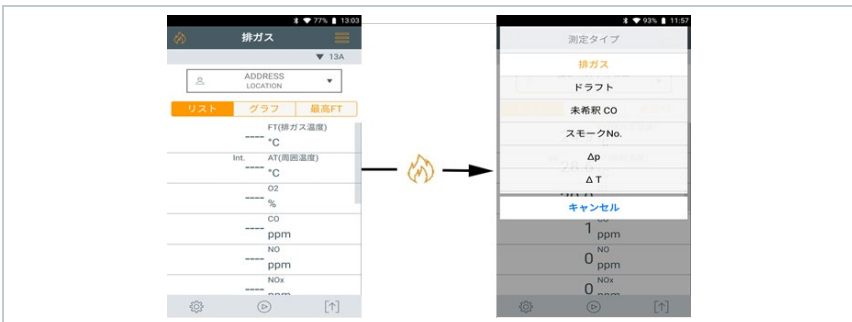 77% 13:03
排ガス
13A
ADDRESS
LOCATION
リスト グラフ 最高FT
FT(排ガス温度)
---- °C
Int. AT(周囲温度)
---- °C
O2
---- %
CO
---- ppm
NO
---- ppm
NOx
---- ppm
93% 11:57
測定タイプ
排ガス
ドラフト
未希釈 CO
スモークNo.
Δp
Δ T
キャンセル
1 ppm
NO
0 ppm
NOx
0 ppm